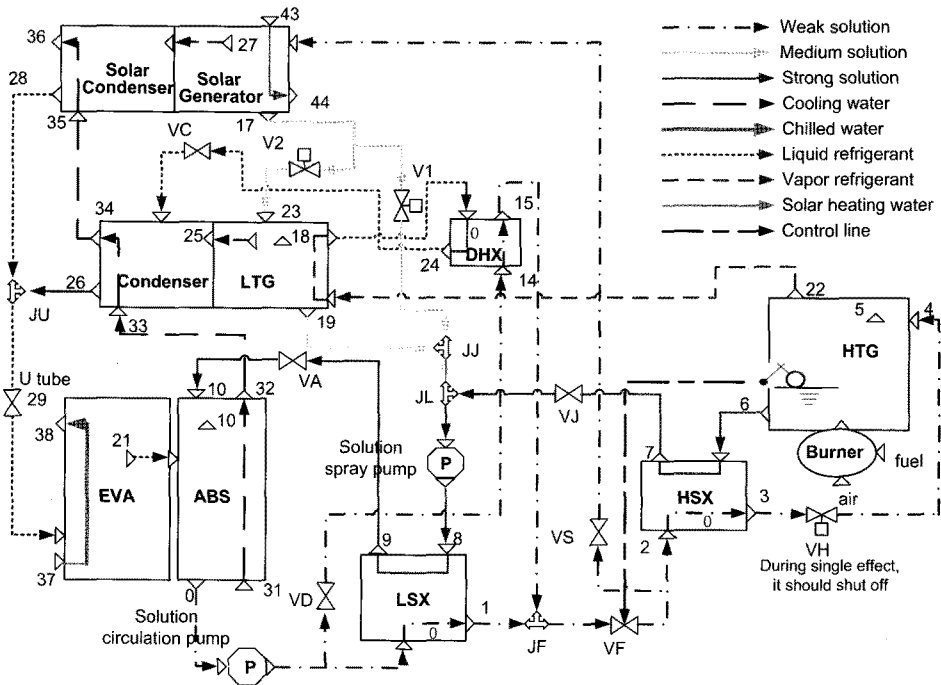 43
36
27
Solar Condenser
Solar Generator
28
44
35
17
VC
V2
V1
34
23
15
25
18
0
24
DHX
14
26
Condenser
LTG
JU
33
19
22
5
4
HTG
JJ
VA
U tube
29
10
32
JL
VJ
6
38
21
10
Solution spray pump
P
7
Burner
fuel
EVA
ABS
HSX
3
air
0
VS
2
VH
37
31
9
8
During single effect, it should shut off
0
VD
LSX
1
Solution circulation pump
0
P
JF
VF
Weak solution
Medium solution
Strong solution
Cooling water
Chilled water
Liquid refrigerant
Vapor refrigerant
Solar heating water
Control line